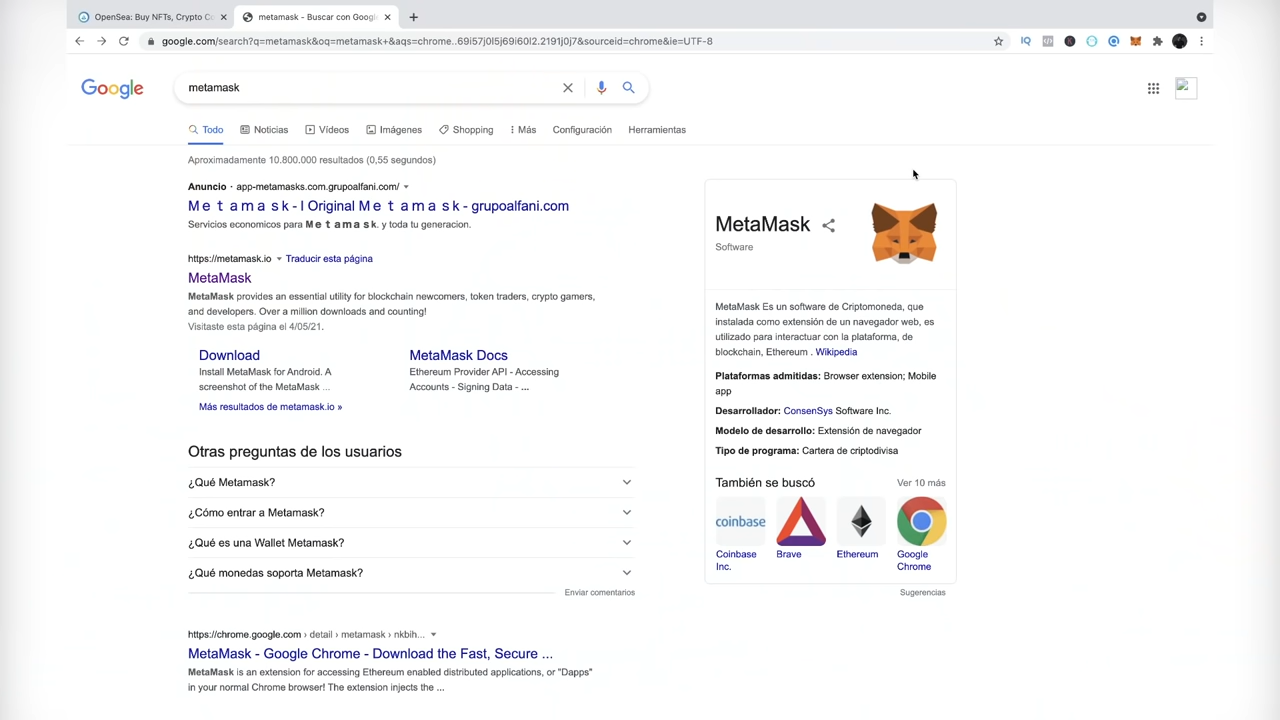 OpenSea: Buy NFTs, Crypto C
metamask - Buscar con Googl
google.com/search?q=metamask&oq=metamask+&aqs=chrome..69i57j0l5j69i60l2.2191j0j7&sourceid=chrome&ie=UTF-8
IQ
Google
metamask
Todo
Noticias
Vídeos
Imágenes
Shopping
Más
Configuración
Herramientas
Aproximadamente 10.800.000 resultados (0,55 segundos)
Anuncio · app-metamasks.com.grupoalfani.com/
M e t a m a s k - l Original M e t a m a s k - grupoalfani.com
Servicios economicos para M e t a m a s k. y toda tu generacion.
https://metamask.io
Traducir esta página
MetaMask
MetaMask provides an essential utility for blockchain newcomers, token traders, crypto gamers,
and developers. Over a million downloads and counting!
Visitaste esta página el 4/05/21.
Download
Install MetaMask for Android. A
screenshot of the MetaMask ...
MetaMask Docs
Ethereum Provider API - Accessing
Accounts - Signing Data - ...
Más resultados de metamask.io »
Otras preguntas de los usuarios
¿Qué Metamask?
¿Cómo entrar a Metamask?
¿Qué es una Wallet Metamask?
¿Qué monedas soporta Metamask?
Enviar comentarios
https://chrome.google.com › detail › metamask › nkbih...
MetaMask - Google Chrome - Download the Fast, Secure ...
MetaMask is an extension for accessing Ethereum enabled distributed applications, or "Dapps"
in your normal Chrome browser! The extension injects the ...
MetaMask
Software
MetaMask Es un software de Criptomoneda, que
instalada como extensión de un navegador web, es
utilizado para interactuar con la plataforma, de
blockchain, Ethereum . Wikipedia
Plataformas admitidas: Browser extension; Mobile
app
Desarrollador: ConsenSys Software Inc.
Modelo de desarrollo: Extensión de navegador
Tipo de programa: Cartera de criptodivisa
También se buscó
Ver 10 más
coinbase
Coinbase
Inc.
Brave
Ethereum
Google
Chrome
Sugerencias